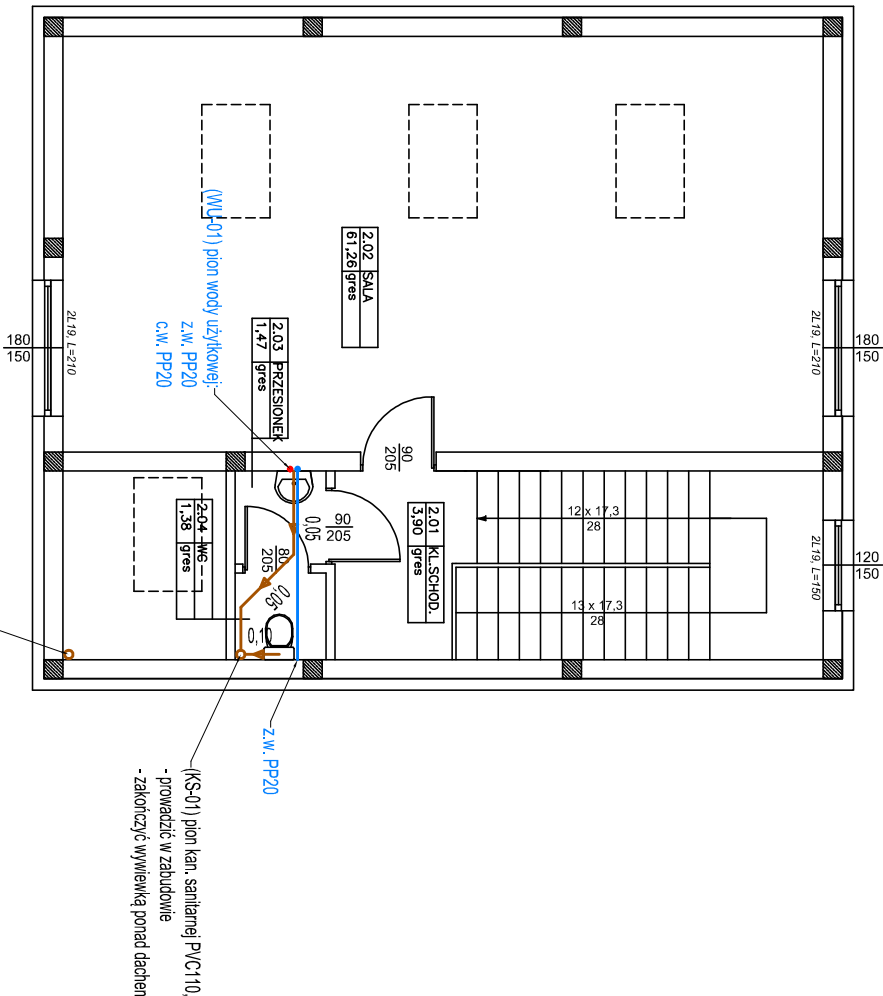 2.02 SALA
61,26 gres
(WU-01) pion wody użytkowej:
z.w. PP20
c.w. PP20
2.03 PRZESIONEK
1,47 gres
2L19, L=210
180
150
2L19, L=210
180
150
2L19, L=150
120
150
90
205
90
205
0,05
2.01 KL.SCHOD.
3,90 gres
12 x 17,3
28
13 x 17,3
28
2.04 WC
1,38 gres
80
205
0,05
0,10
z.w. PP20
(KS-01) pion kan. sanitarnej PVC110,
- prowadzić w zabudowie
- zakończyć wywiewką ponad dachem